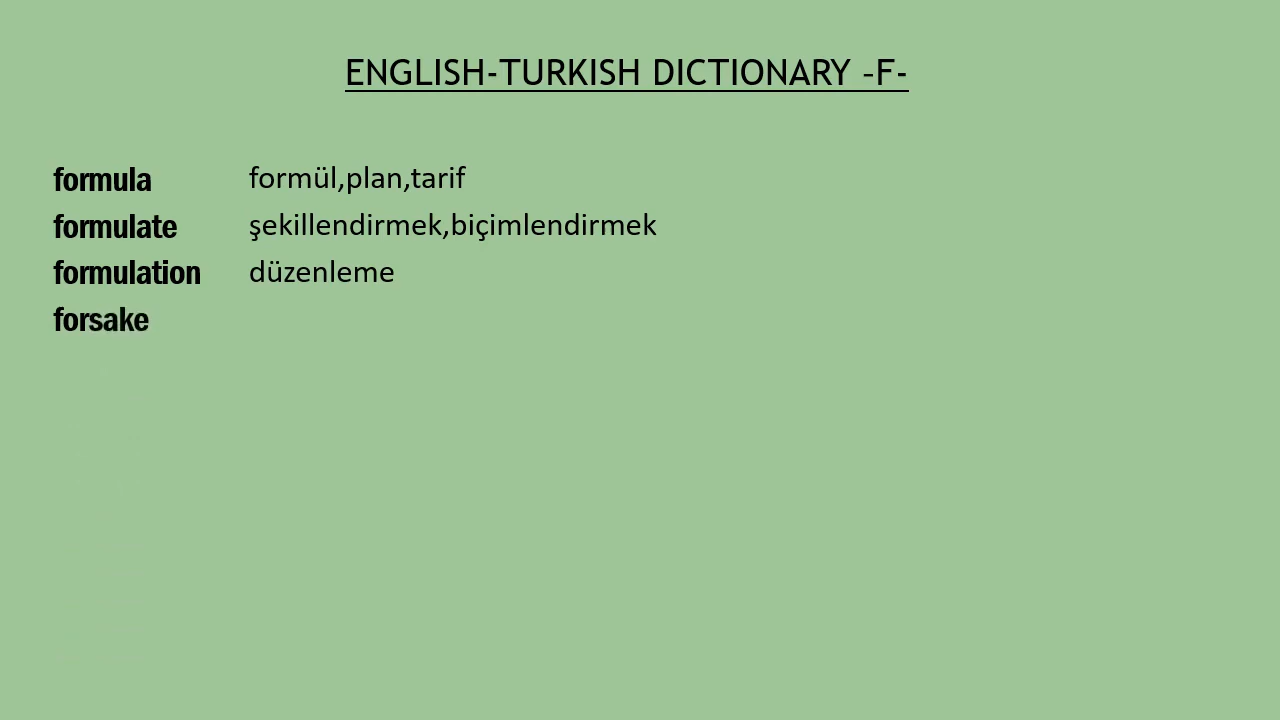 ENGLISH-TURKISH DICTIONARY –F-
formula formül,plan,tarif
formulate şekillendirmek,biçimlendirmek
formulation düzenleme
forsake